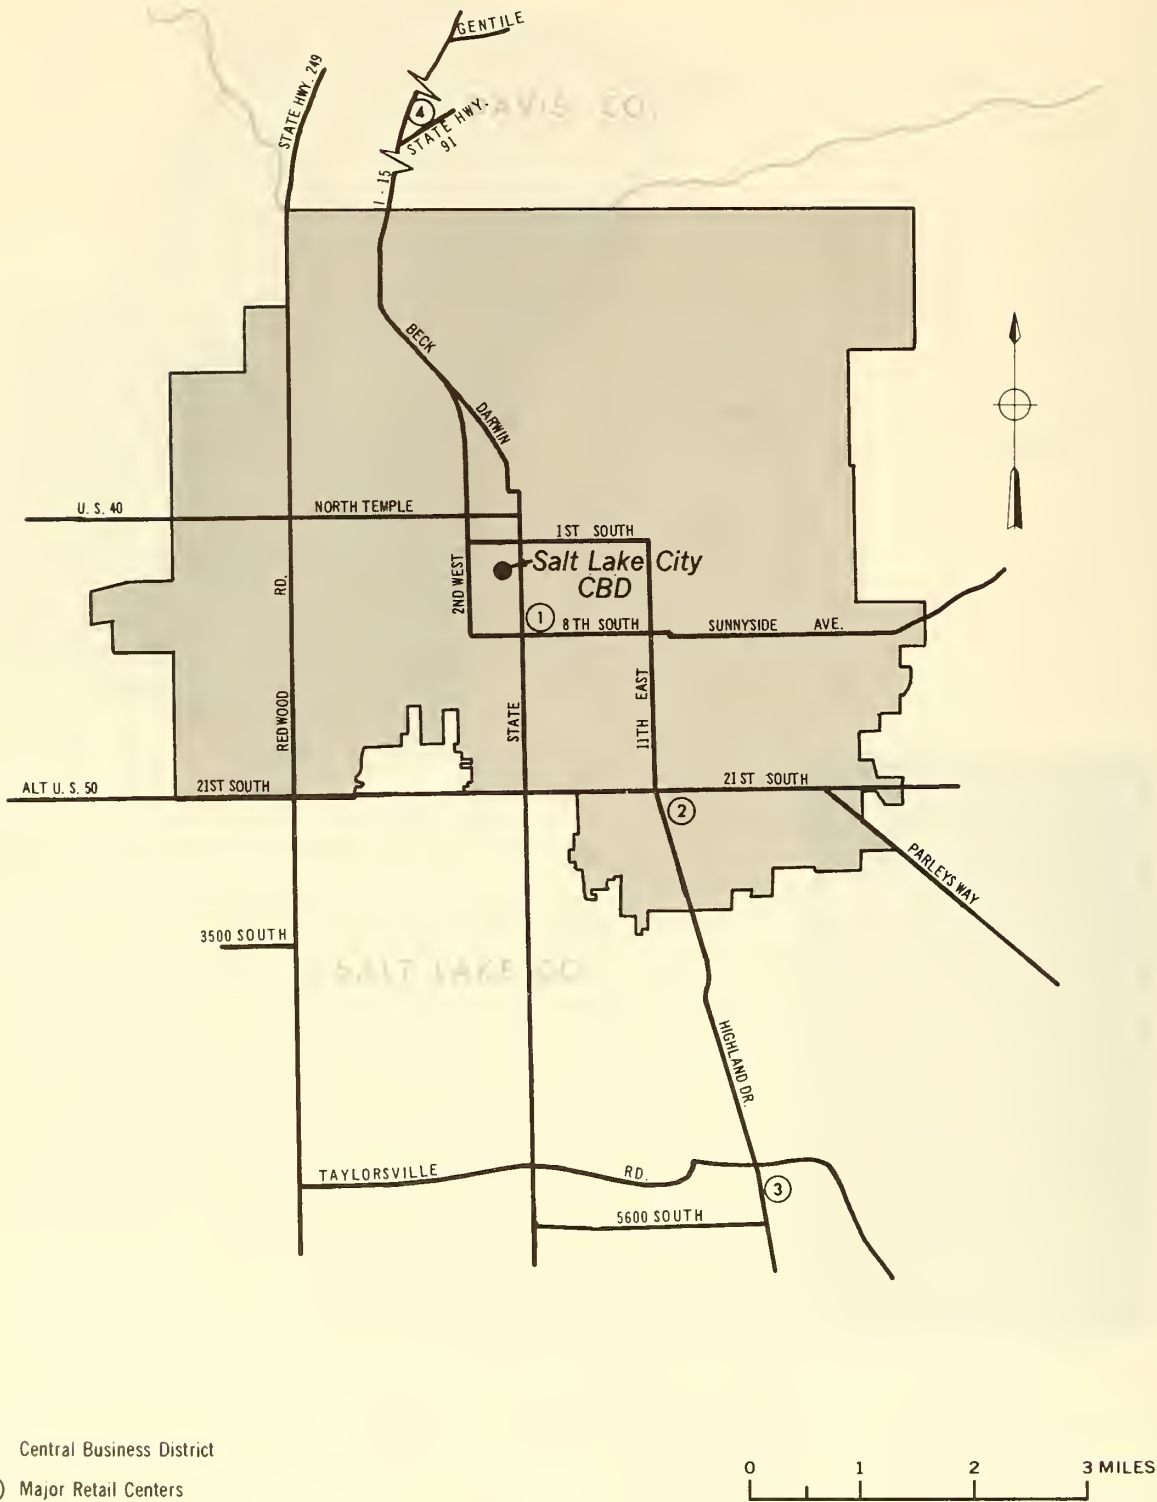 GENTILE
STATE HWY. 249
DAVIS CO.
4
STATE HWY.
91
I - 15
BECK
DARWIN
U. S. 40
NORTH TEMPLE
1ST SOUTH
Salt Lake City
CBD
2ND WEST
RD.
1
8TH SOUTH
SUNNYSIDE AVE.
REDWOOD
STATE
11TH EAST
ALT U. S. 50
21ST SOUTH
21ST SOUTH
2
PARLEYS WAY
3500 SOUTH
SALT LAKE CO.
HIGHLAND DR.
TAYLORSVILLE RD.
3
5600 SOUTH
Central Business District
Major Retail Centers
0 1 2 3 MILES